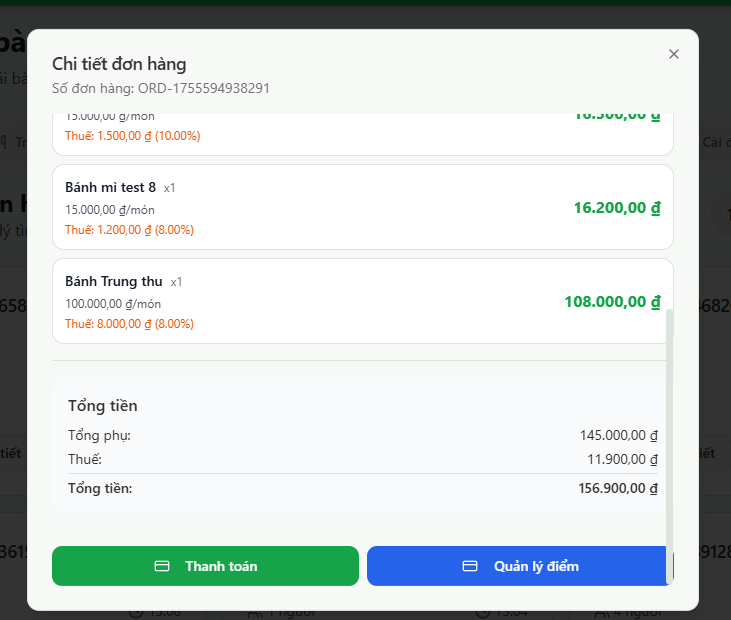 Chi tiết đơn hàng
Số đơn hàng: ORD-1755594938291
15.000,00 ₫/món
16.500,00 ₫
Thuế: 1.500,00 ₫ (10.00%)
Bánh mì test 8 x1
15.000,00 ₫/món
16.200,00 ₫
Thuế: 1.200,00 ₫ (8.00%)
Bánh Trung thu x1
100.000,00 ₫/món
108.000,00 ₫
Thuế: 8.000,00 ₫ (8.00%)
Tổng tiền
Tổng phụ: 145.000,00 ₫
Thuế: 11.900,00 ₫
Tổng tiền: 156.900,00 ₫
Thanh toán
Quản lý điểm